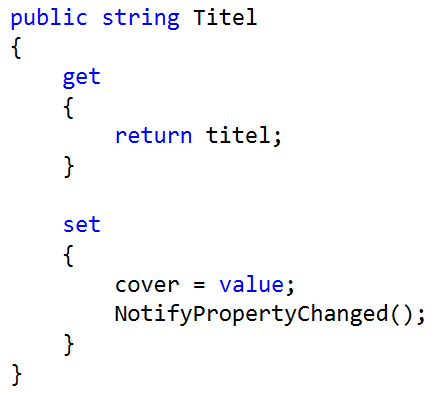 public string Titel
{
    get
    {
        return titel;
    }

    set
    {
        cover = value;
        NotifyPropertyChanged();
    }
}